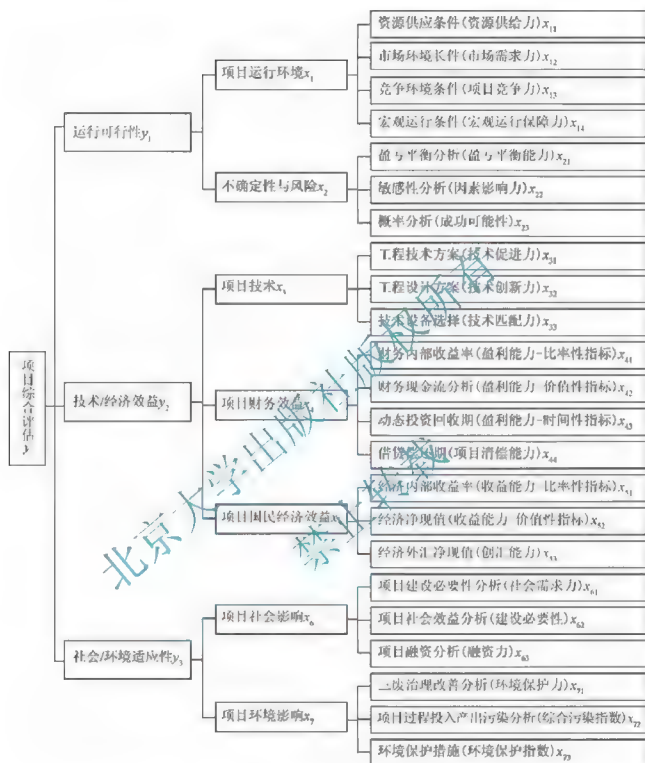 资源供应条件(资源供给力)x₁₁
市场环境长件(市场需求力)x₁₂
项目运行环境x₁
竞争环境条件(项目竞争力)x₁₃
宏观运行条件(宏观运行保障力)x₁₄
运行可行性y₁
盈亏平衡分析(盈亏平衡能力)x₂₁
不确定性与风险x₂
敏感性分析(因素影响力)x₂₂
概率分析(成功可能性)x₂₃
工程技术方案(技术促进力)x₃₁
项目技术x₃
工程设计方案(技术创新力)x₃₂
技术设备选择(技术匹配力)x₃₃
财务内部收益率(盈利能力-比率性指标)x₄₁
项目综合评估y
技术/经济效益y₂
项目财务效益x₄
财务现金流分析(盈利能力-价值性指标)x₄₂
动态投资回收期(盈利能力-时间性指标)x₄₃
(项目清偿能力)x₄₄
经济内部收益率(收益能力-比率性指标)x₅₁
项目国民经济效益x₅
经济净现值(收益能力-价值性指标)x₅₂
经济外汇净现值(创汇能力)x₅₃
项目建设必要性分析(社会需求力)x₆₁
项目社会影响x₆
项目社会效益分析(建设必要性)x₆₂
项目融资分析(融资力)x₆₃
社会/环境适应性y₃
三废治理改善分析(环境保护力)x₇₁
项目环境影响x₇
项目过程投入产出污染分析(综合污染指数)x₇₂
环境保护措施(环境保护指数)x₇₃
北京大学出版社版权所有
禁止转载